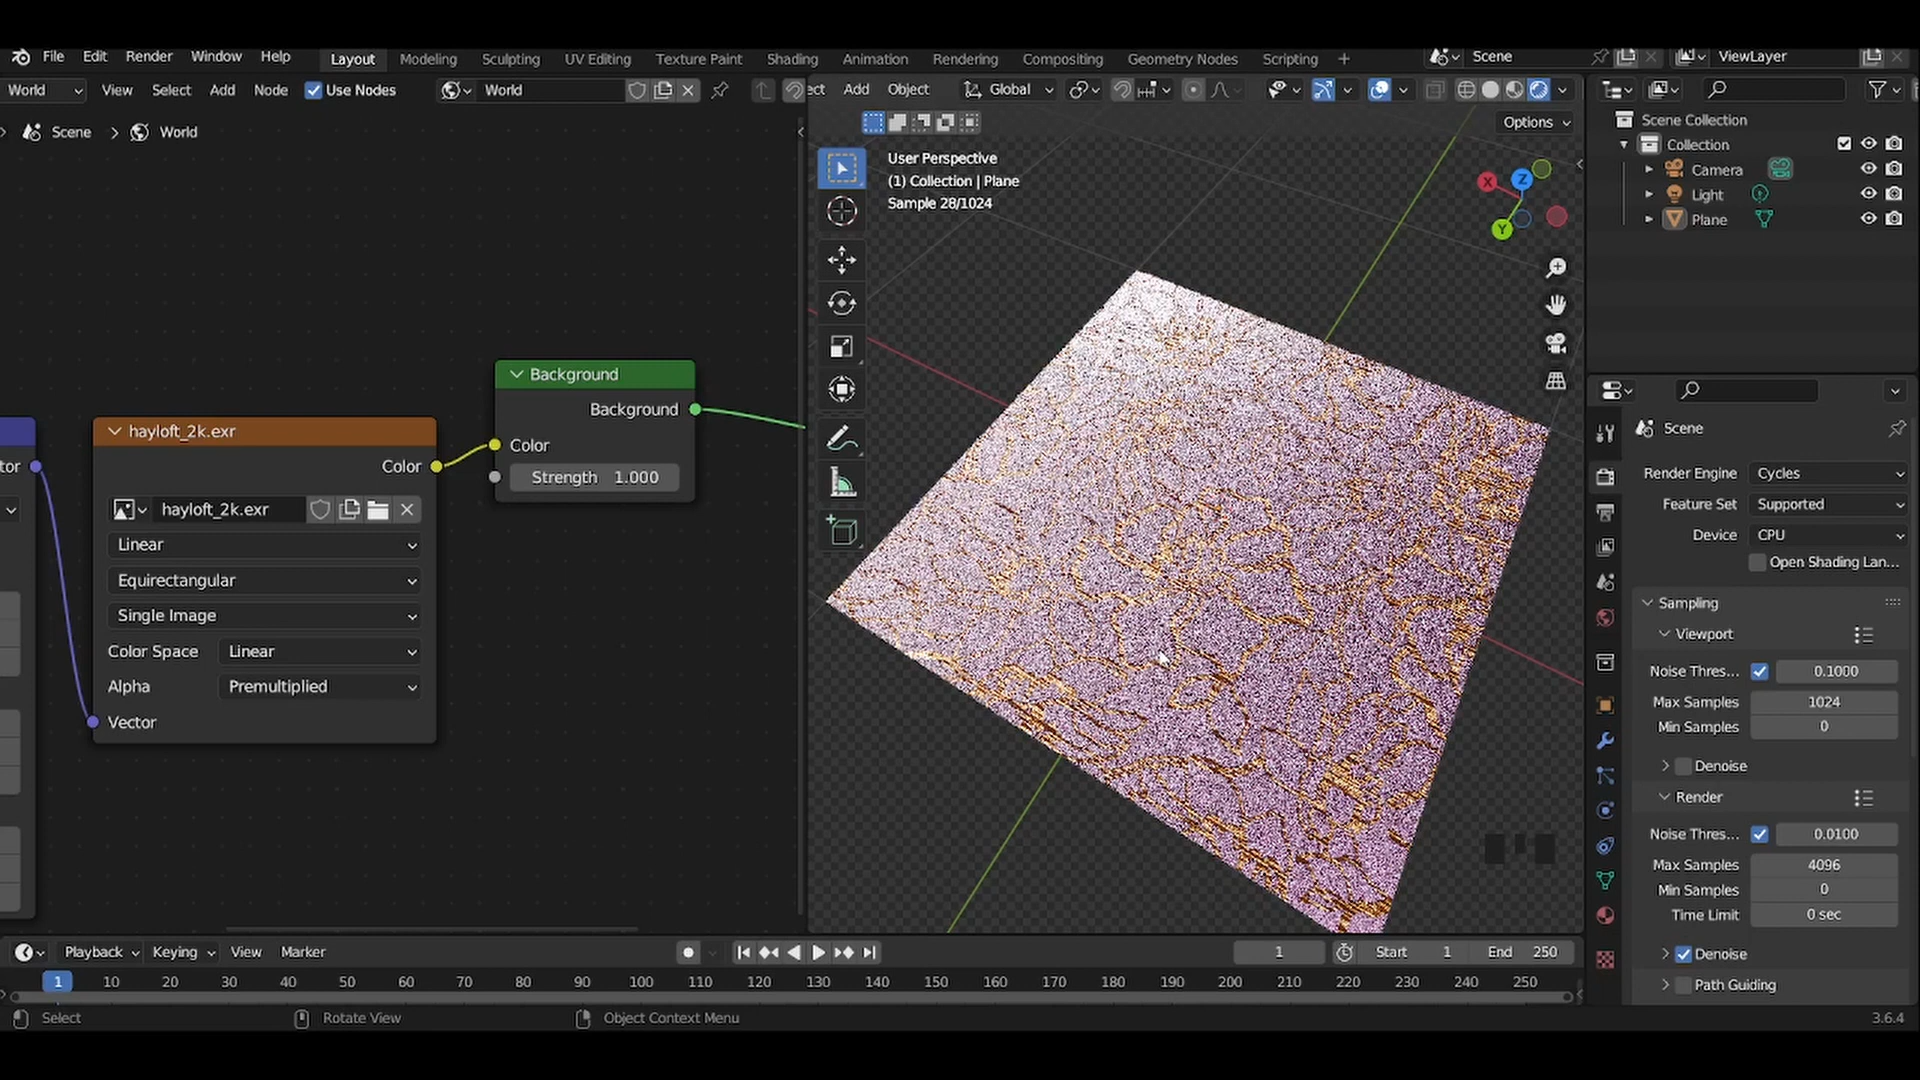 File Edit Render Window Help Layout Modeling Sculpting UV Editing Texture Paint Shading Animation Rendering Compositing Geometry Nodes Scripting + Scene ViewLayer
World View Select Add Node Use Nodes World ect Add Object Global
Options
Scene > World
User Perspective
(1) Collection | Plane
Sample 28/1024
X Z Y
Background
Background
Color
Strength 1.000
hayloft_2k.exr
Color
hayloft_2k.exr
Linear
Equirectangular
Single Image
Color Space Linear
Alpha Premultiplied
Vector
tor
Scene Collection
Collection
Camera
Light
Plane
Scene
Render Engine Cycles
Feature Set Supported
Device CPU
Open Shading Lan...
Sampling
Viewport
Noise Thres... 0.1000
Max Samples 1024
Min Samples 0
Denoise
Render
Noise Thres... 0.0100
Max Samples 4096
Min Samples 0
Time Limit 0 sec
Denoise
Path Guiding
Playback Keying View Marker 1 Start 1 End 250
1 10 20 30 40 50 60 70 80 90 100 110 120 130 140 150 160 170 180 190 200 210 220 230 240 250
Select Rotate View Object Context Menu 3.6.4